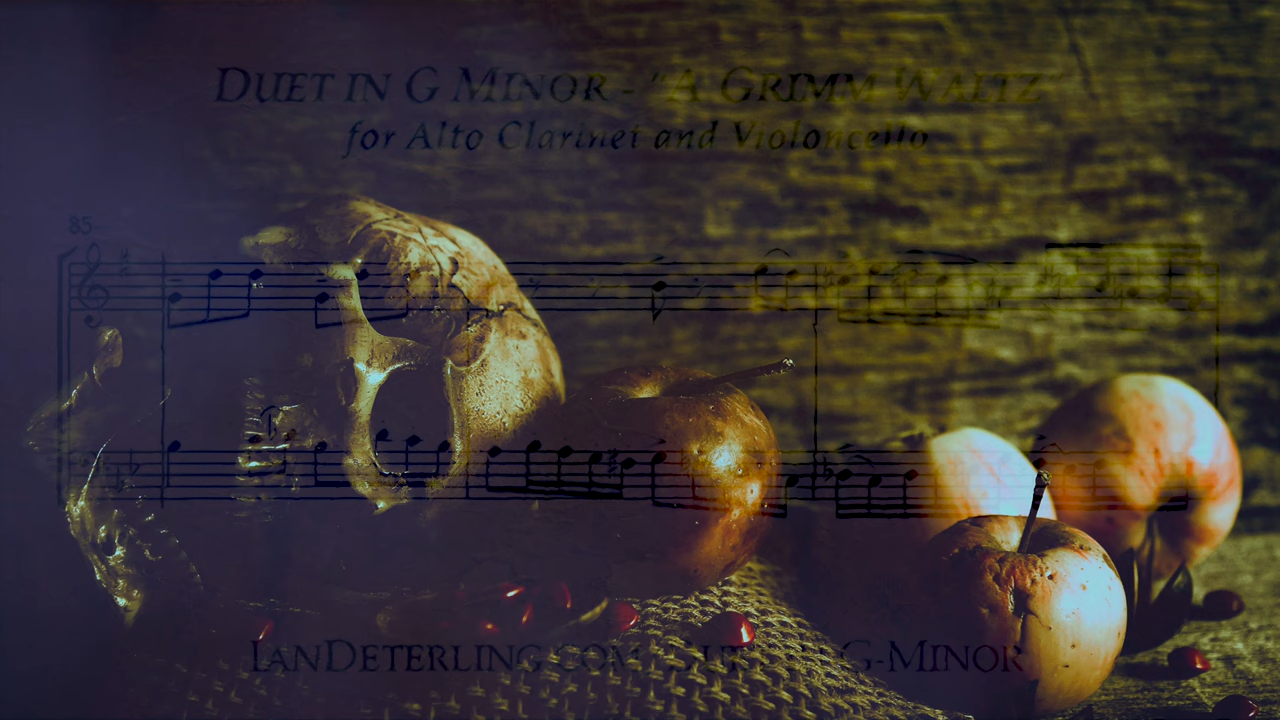 DUET IN G MINOR - "A GRIMM WALTZ"
for Alto Clarinet and Violoncello
85
IANDETERLING.COM G-MINOR